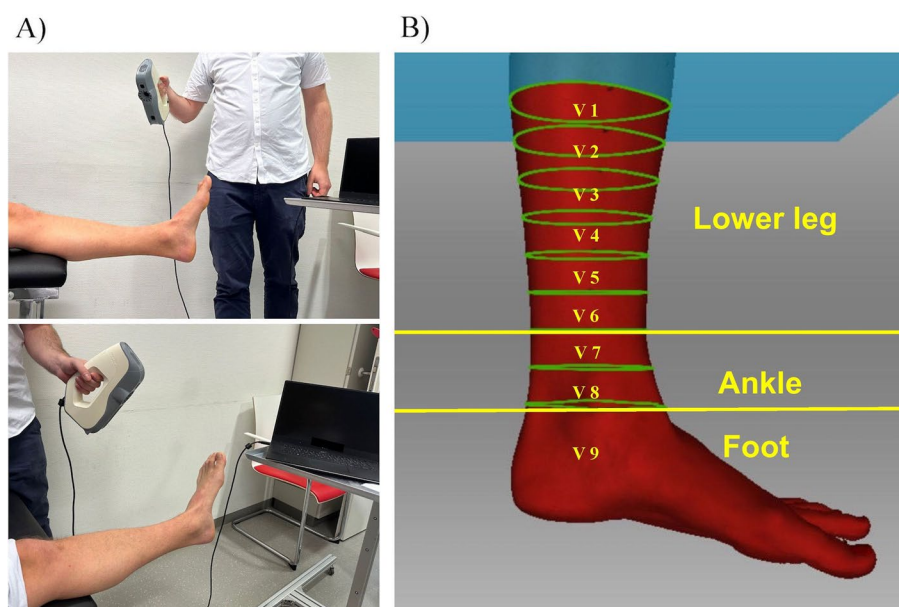 A)
B)
V 1
V 2
V 3
V 4
Lower leg
V 5
V 6
V 7
V 8
Ankle
V 9
Foot